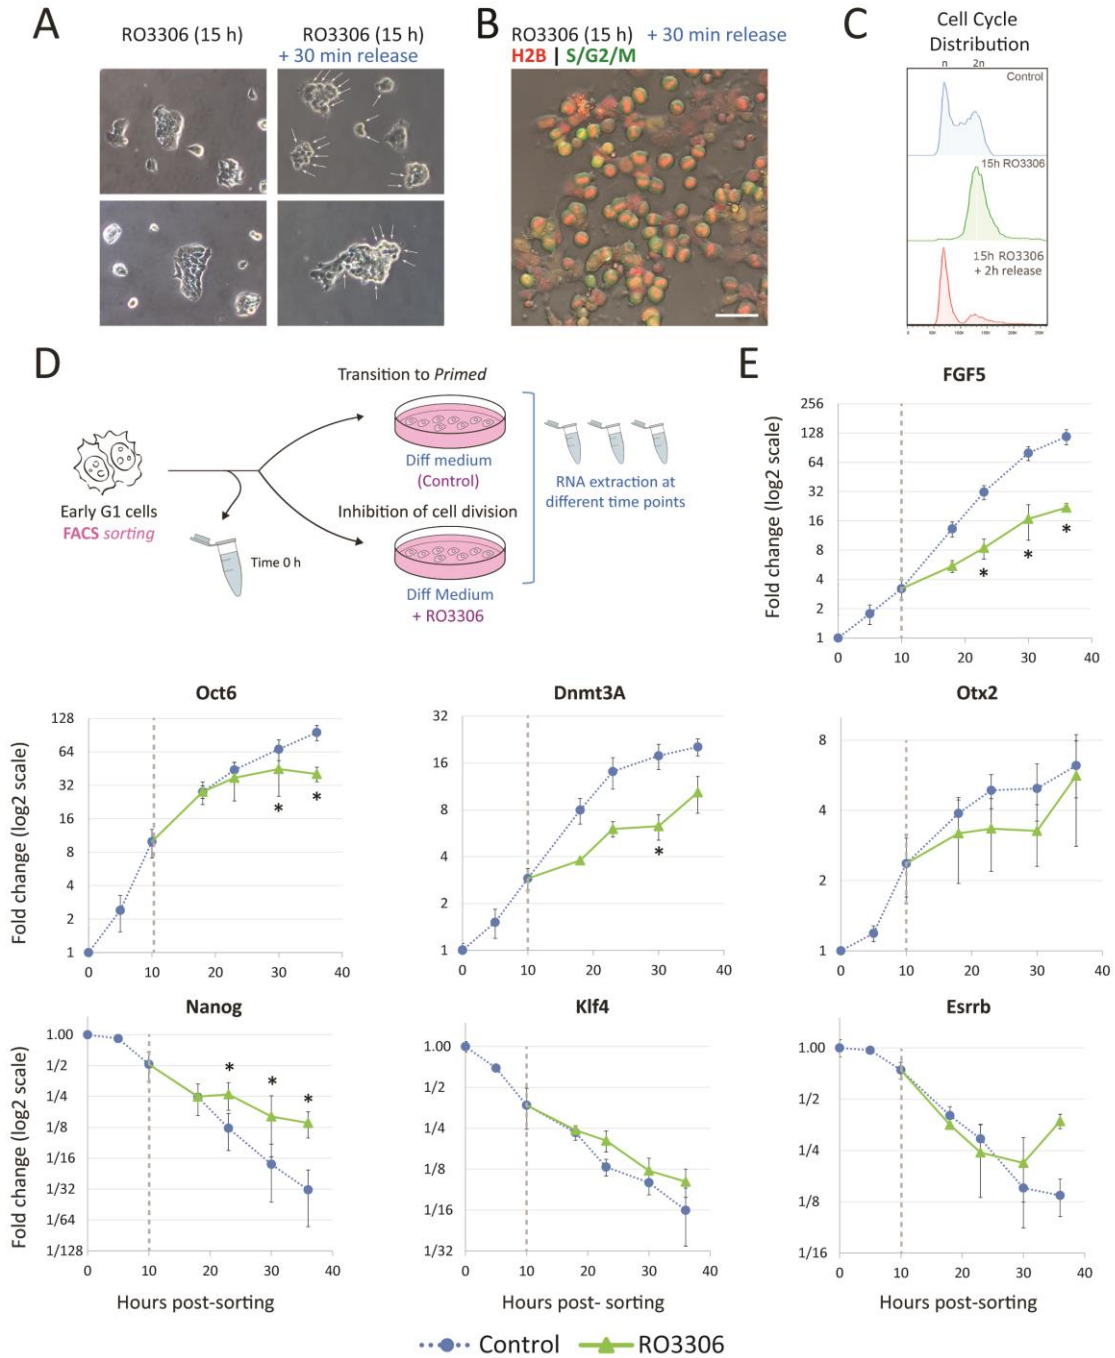 A
RO3306 (15 h)
RO3306 (15 h)
+ 30 min release
B
RO3306 (15 h) + 30 min release
H2B | S/G2/M
C
Cell Cycle
Distribution
n 2n
Control
15h RO3306
15h RO3306
+ 2h release
D
Transition to Primed
Early G1 cells
FACS sorting
Time 0 h
Diff medium
(Control)
Inhibition of cell division
Diff Medium
+ RO3306
RNA extraction at
different time points
E
FGF5
Fold change (log2 scale)
256
128
64
32
16
8
4
2
1
*
*
*
0 10 20 30 40
Oct6
Fold change (log2 scale)
128
64
32
16
8
4
2
1
*
*
0 10 20 30 40
Dnmt3A
32
16
8
4
2
1
*
0 10 20 30 40
Otx2
8
4
2
1
0 10 20 30 40
Nanog
Fold change (log2 scale)
1.00
1/2
1/4
1/8
1/16
1/32
1/64
1/128
*
*
*
0 10 20 30 40
Hours post-sorting
Klf4
1.00
1/2
1/4
1/8
1/16
1/32
0 10 20 30 40
Hours post- sorting
Esrrb
1.00
1/2
1/4
1/8
1/16
0 10 20 30 40
Hours post-sorting
Control RO3306